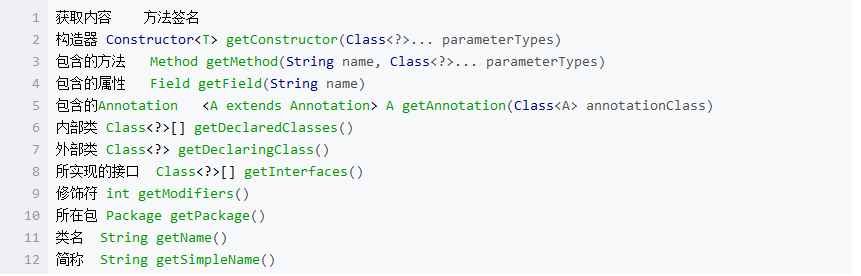 1 获取内容    方法签名
2 构造器 Constructor<T> getConstructor(Class<?>... parameterTypes)
3 包含的方法   Method getMethod(String name, Class<?>... parameterTypes)
4 包含的属性   Field getField(String name)
5 包含的Annotation   <A extends Annotation> A getAnnotation(Class<A> annotationClass)
6 内部类 Class<?>[] getDeclaredClasses()
7 外部类 Class<?> getDeclaringClass()
8 所实现的接口  Class<?>[] getInterfaces()
9 修饰符 int getModifiers()
10 所在包 Package getPackage()
11 类名  String getName()
12 简称  String getSimpleName()